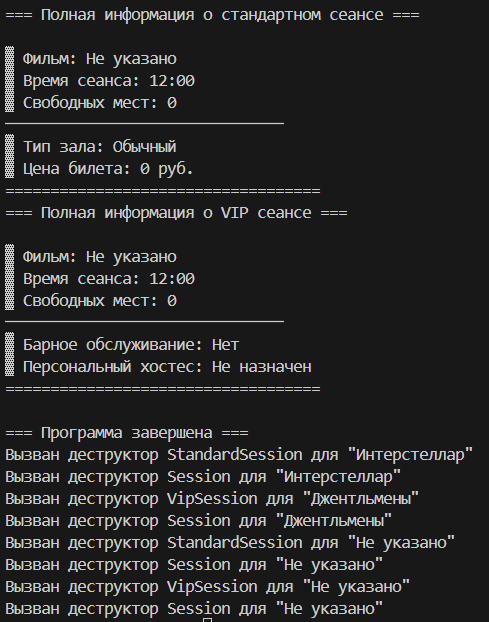 === Полная информация о стандартном сеансе ===
▒ Фильм: Не указано
▒ Время сеанса: 12:00
▒ Свободных мест: 0
───────────────────────────────
▒ Тип зала: Обычный
▒ Цена билета: 0 руб.
===================================
=== Полная информация о VIP сеансе ===
▒ Фильм: Не указано
▒ Время сеанса: 12:00
▒ Свободных мест: 0
───────────────────────────────
▒ Барное обслуживание: Нет
▒ Персональный хостес: Не назначен
===================================
=== Программа завершена ===
Вызван деструктор StandardSession для "Интерстеллар"
Вызван деструктор Session для "Интерстеллар"
Вызван деструктор VipSession для "Джентльмены"
Вызван деструктор Session для "Джентльмены"
Вызван деструктор StandardSession для "Не указано"
Вызван деструктор Session для "Не указано"
Вызван деструктор VipSession для "Не указано"
Вызван деструктор Session для "Не указано"